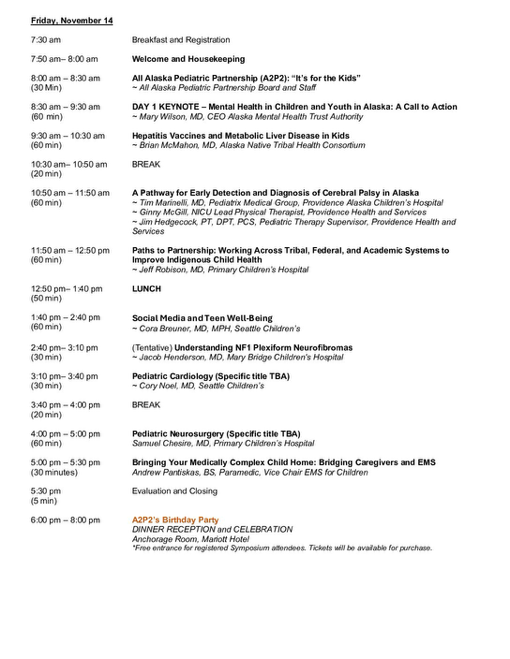 Friday, November 14
7:30 am Breakfast and Registration
7:50 am– 8:00 am Welcome and Housekeeping
8:00 am – 8:30 am All Alaska Pediatric Partnership (A2P2): “It’s for the Kids”
(30 Min) ~ All Alaska Pediatric Partnership Board and Staff
8:30 am – 9:30 am DAY 1 KEYNOTE – Mental Health in Children and Youth in Alaska: A Call to Action
(60 min) ~ Mary Wilson, MD, CEO Alaska Mental Health Trust Authority
9:30 am – 10:30 am Hepatitis Vaccines and Metabolic Liver Disease in Kids
(60 min) ~ Brian McMahon, MD, Alaska Native Tribal Health Consortium
10:30 am– 10:50 am BREAK
(20 min)
10:50 am – 11:50 am A Pathway for Early Detection and Diagnosis of Cerebral Palsy in Alaska
(60 min) ~ Tim Marinelli, MD, Pediatrix Medical Group, Providence Alaska Children’s Hospital
~ Ginny McGill, NICU Lead Physical Therapist, Providence Health and Services
~ Jim Hedgecock, PT, DPT, PCS, Pediatric Therapy Supervisor, Providence Health and
Services
11:50 am – 12:50 pm Paths to Partnership: Working Across Tribal, Federal, and Academic Systems to
(60 min) Improve Indigenous Child Health
~ Jeff Robison, MD, Primary Children’s Hospital
12:50 pm– 1:40 pm LUNCH
(50 min)
1:40 pm – 2:40 pm Social Media and Teen Well-Being
(60 min) ~ Cora Breuner, MD, MPH, Seattle Children’s
2:40 pm– 3:10 pm (Tentative) Understanding NF1 Plexiform Neurofibromas
(30 min) ~ Jacob Henderson, MD, Mary Bridge Children’s Hospital
3:10 pm– 3:40 pm Pediatric Cardiology (Specific title TBA)
(30 min) ~ Cory Noel, MD, Seattle Children’s
3:40 pm – 4:00 pm BREAK
(20 min)
4:00 pm – 5:00 pm Pediatric Neurosurgery (Specific title TBA)
(60 min) Samuel Chesire, MD, Primary Children’s Hospital
5:00 pm – 5:30 pm Bringing Your Medically Complex Child Home: Bridging Caregivers and EMS
(30 minutes) Andrew Pantiskas, BS, Paramedic, Vice Chair EMS for Children
5:30 pm Evaluation and Closing
(5 min)
6:00 pm – 8:00 pm A2P2’s Birthday Party
DINNER RECEPTION and CELEBRATION
Anchorage Room, Mariott Hotel
*Free entrance for registered Symposium attendees. Tickets will be available for purchase.